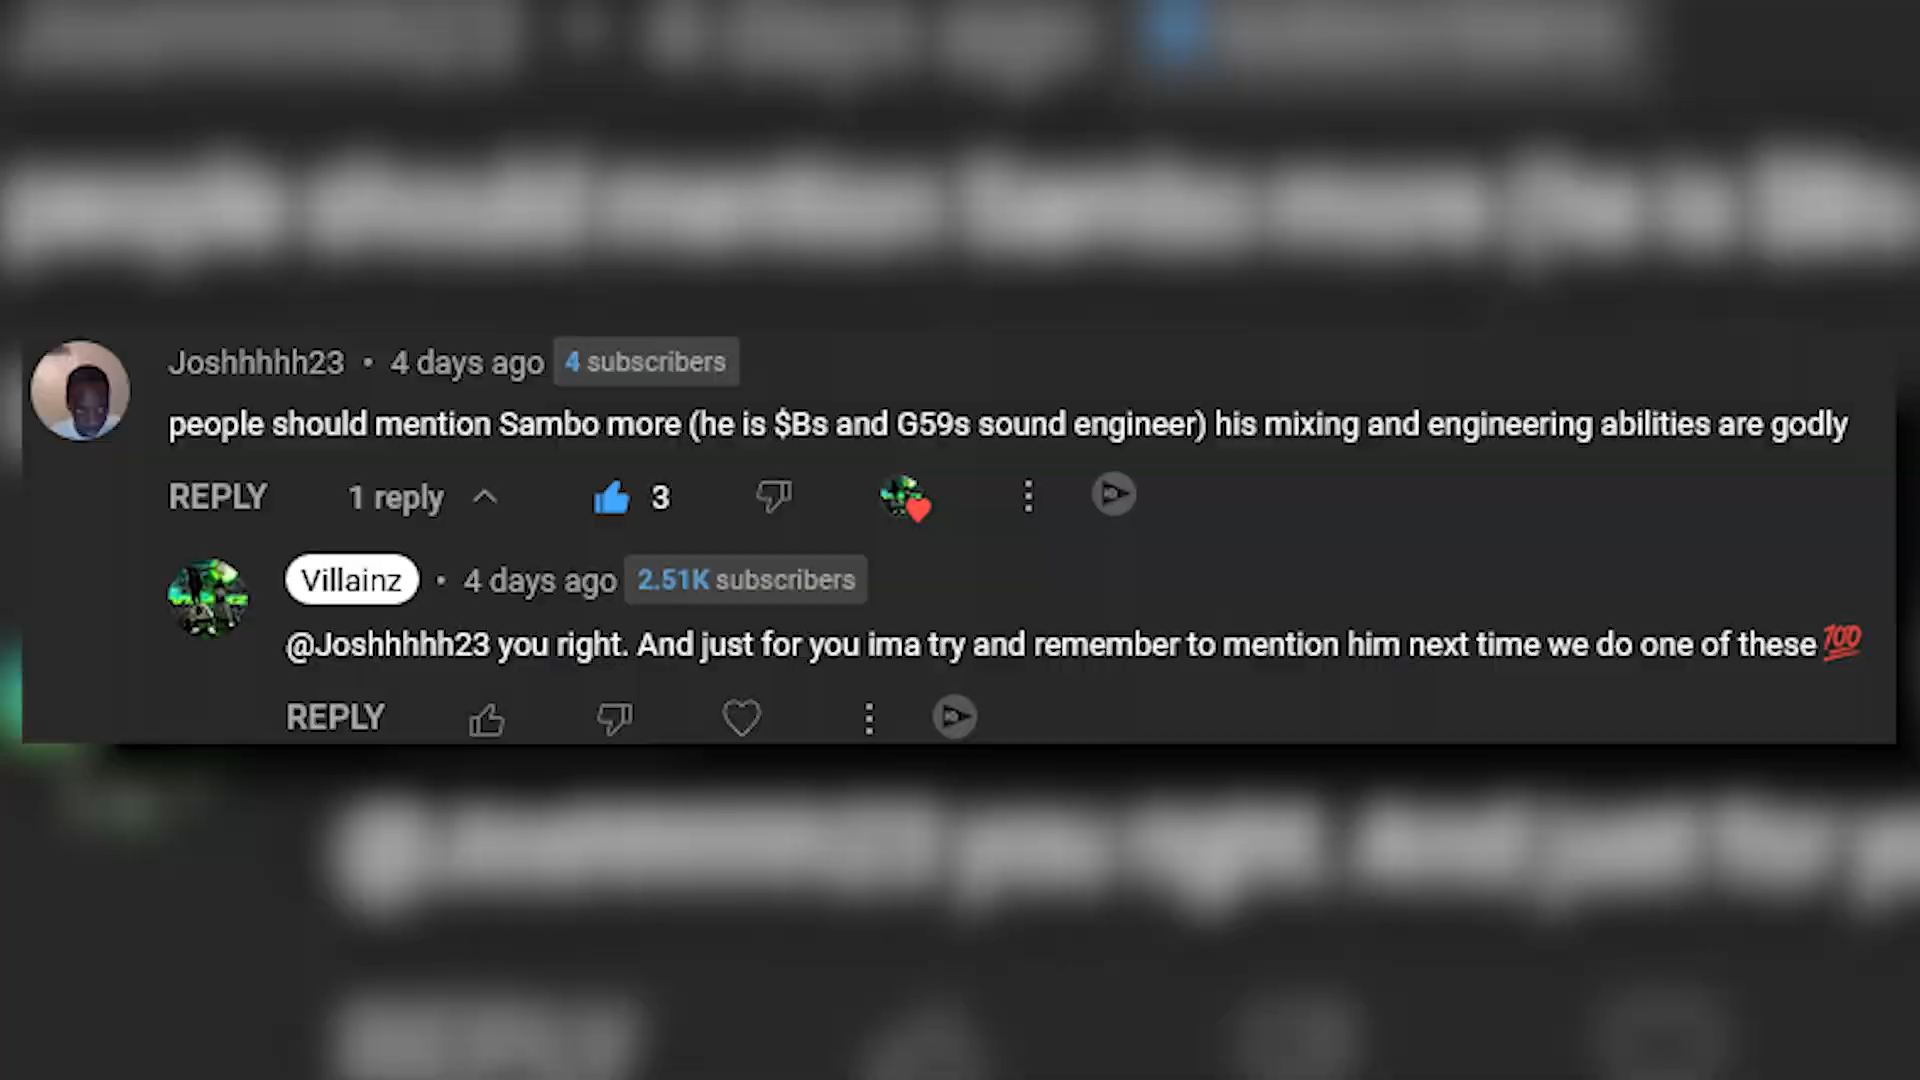 Joshhhhh23 • 4 days ago 4 subscribers
people should mention Sambo more (he is $Bs and G59s sound engineer) his mixing and engineering abilities are godly
REPLY 1 reply 3
Villainz • 4 days ago 2.51K subscribers
@Joshhhhh23 you right. And just for you ima try and remember to mention him next time we do one of these 💯
REPLY